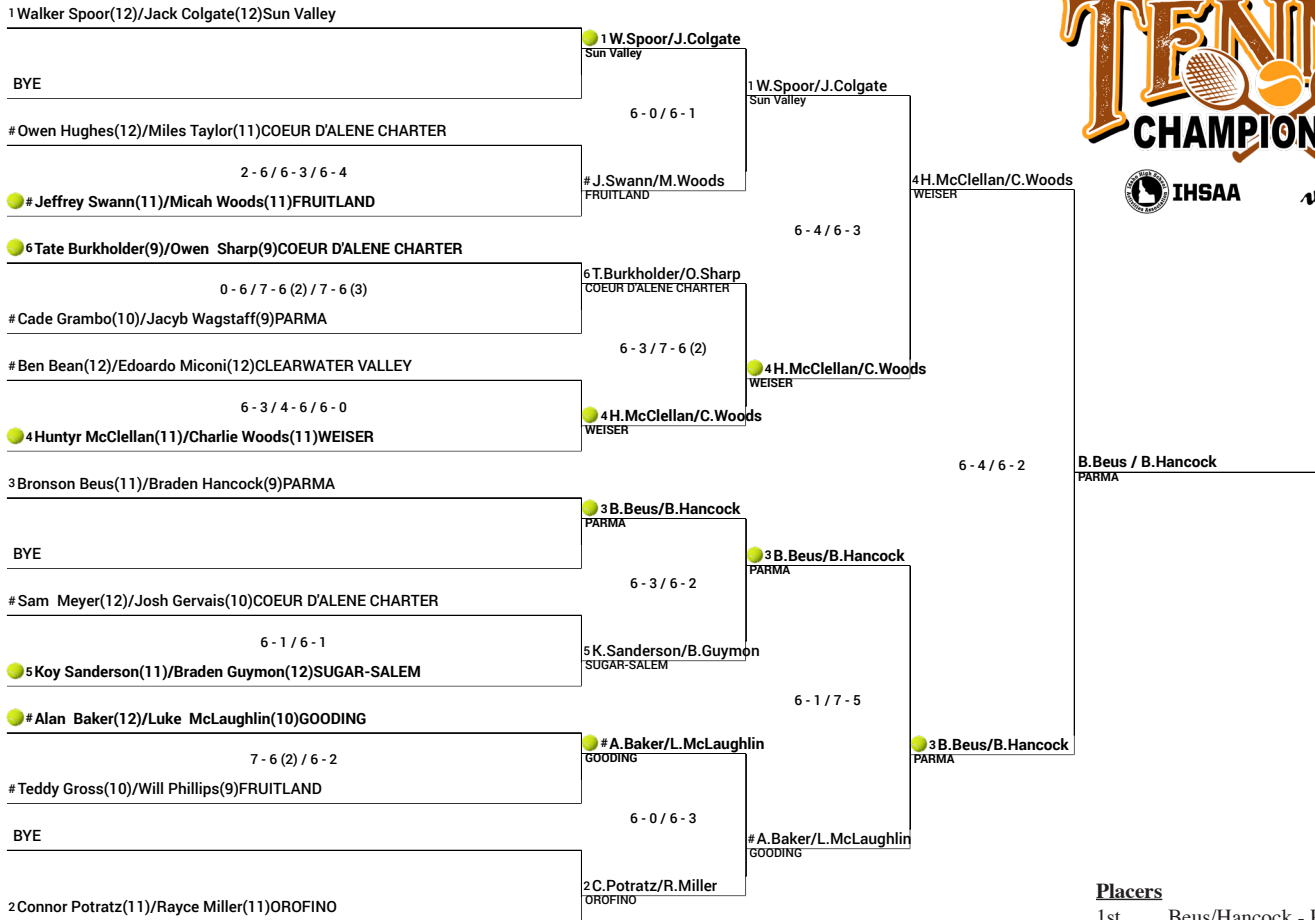 1 Walker Spoor(12)/Jack Colgate(12)Sun Valley
BYE
# Owen Hughes(12)/Miles Taylor(11)COEUR D'ALENE CHARTER
2 - 6 / 6 - 3 / 6 - 4
# Jeffrey Swann(11)/Micah Woods(11)FRUITLAND
6 Tate Burkholder(9)/Owen Sharp(9)COEUR D'ALENE CHARTER
0 - 6 / 7 - 6 (2) / 7 - 6 (3)
# Cade Grambo(10)/Jacyb Wagstaff(9)PARMA
# Ben Bean(12)/Edoardo Miconi(12)CLEARWATER VALLEY
6 - 3 / 4 - 6 / 6 - 0
4 Huntyr McClellan(11)/Charlie Woods(11)WEISER
3 Bronson Beus(11)/Braden Hancock(9)PARMA
BYE
# Sam Meyer(12)/Josh Gervais(10)COEUR D'ALENE CHARTER
6 - 1 / 6 - 1
5 Koy Sanderson(11)/Braden Guymon(12)SUGAR-SALEM
# Alan Baker(12)/Luke McLaughlin(10)GOODING
7 - 6 (2) / 6 - 2
# Teddy Gross(10)/Will Phillips(9)FRUITLAND
BYE
2 Connor Potratz(11)/Rayce Miller(11)OROFINO
1 W.Spoor/J.Colgate
Sun Valley
6 - 0 / 6 - 1
# J.Swann/M.Woods
FRUITLAND
6 T.Burkholder/O.Sharp
COEUR D'ALENE CHARTER
6 - 3 / 7 - 6 (2)
4 H.McClellan/C.Woods
WEISER
3 B.Beus/B.Hancock
PARMA
6 - 3 / 6 - 2
5 K.Sanderson/B.Guymon
SUGAR-SALEM
# A.Baker/L.McLaughlin
GOODING
6 - 0 / 6 - 3
2 C.Potratz/R.Miller
OROFINO
1 W.Spoor/J.Colgate
Sun Valley
6 - 4 / 6 - 3
4 H.McClellan/C.Woods
WEISER
3 B.Beus/B.Hancock
PARMA
6 - 1 / 7 - 5
# A.Baker/L.McLaughlin
GOODING
4 H.McClellan/C.Woods
WEISER
6 - 4 / 6 - 2
3 B.Beus/B.Hancock
PARMA
B.Beus / B.Hancock
PARMA
TENN
CHAMPION
Idaho High School Activities Association
IHSAA
Placers
1st Beus/Hancock -